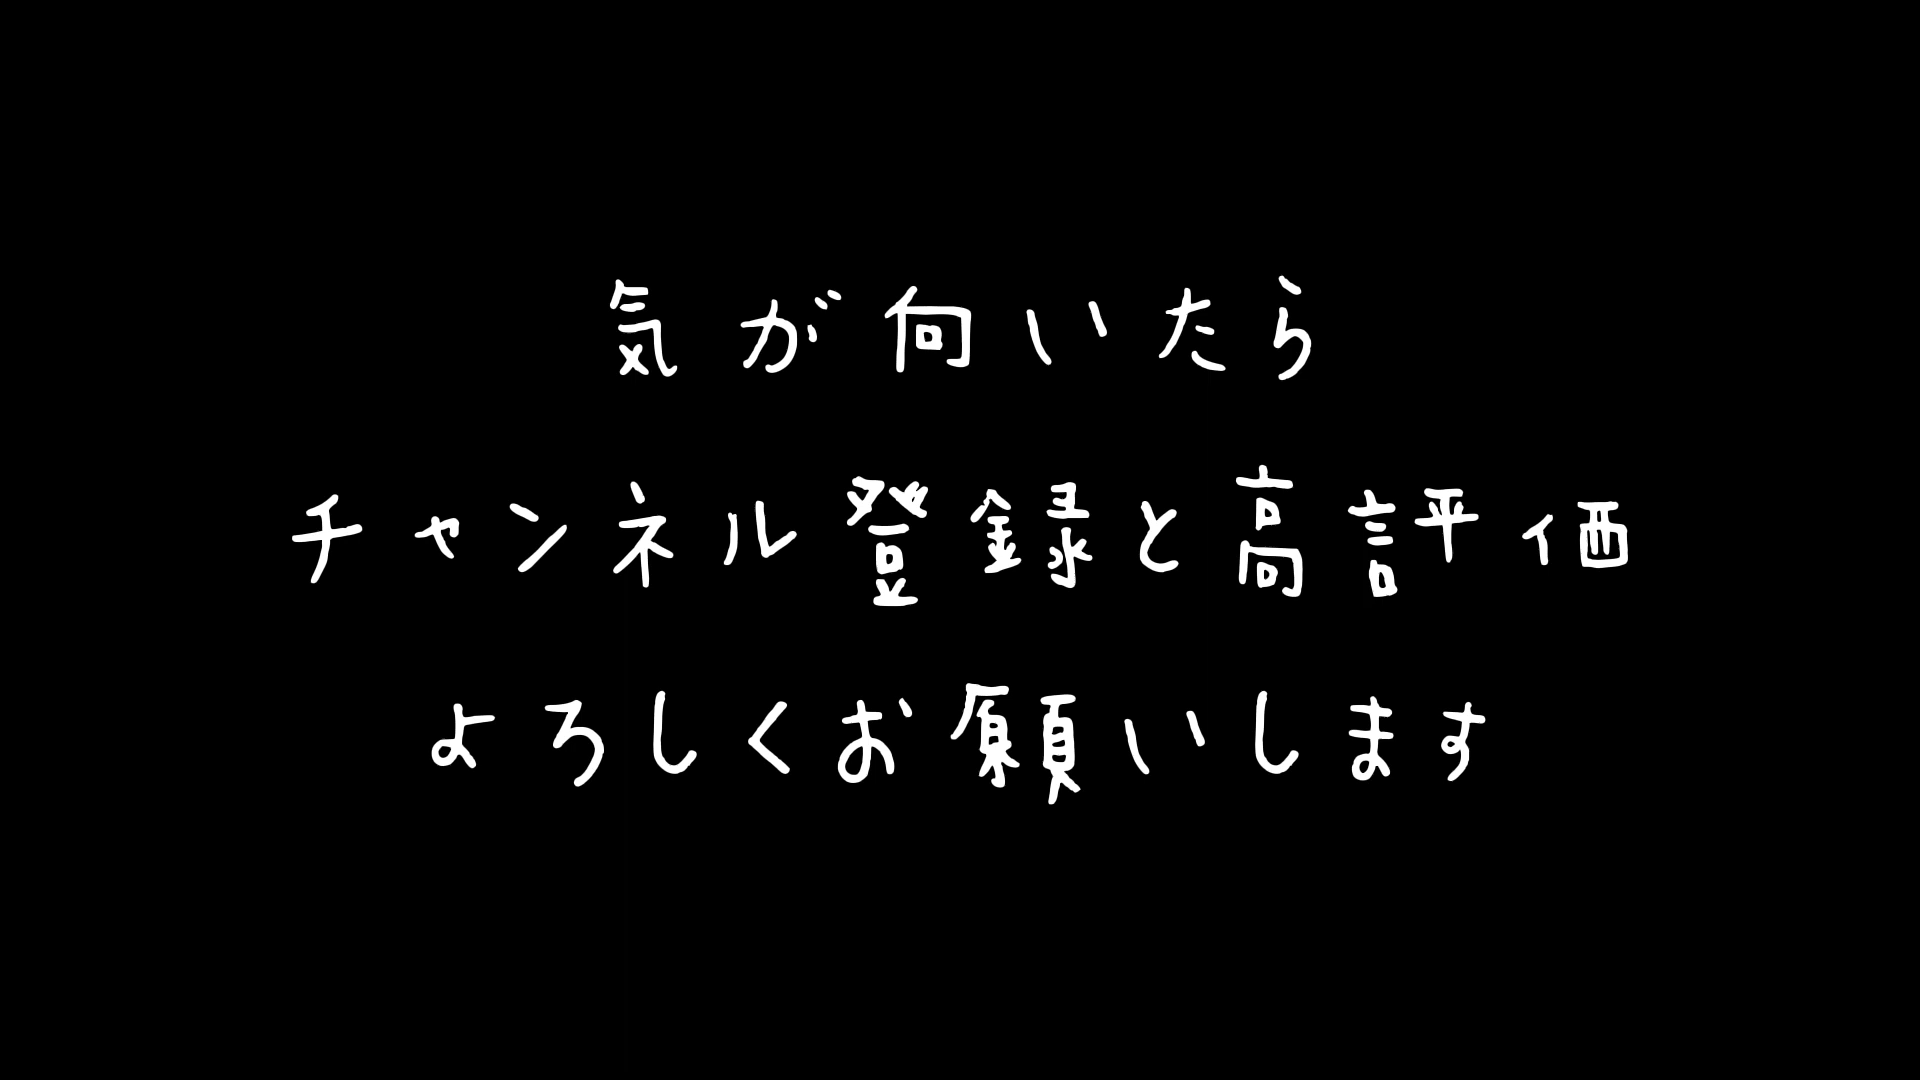 気が向いたら
チャンネル登録と高評価
よろしくお願いします